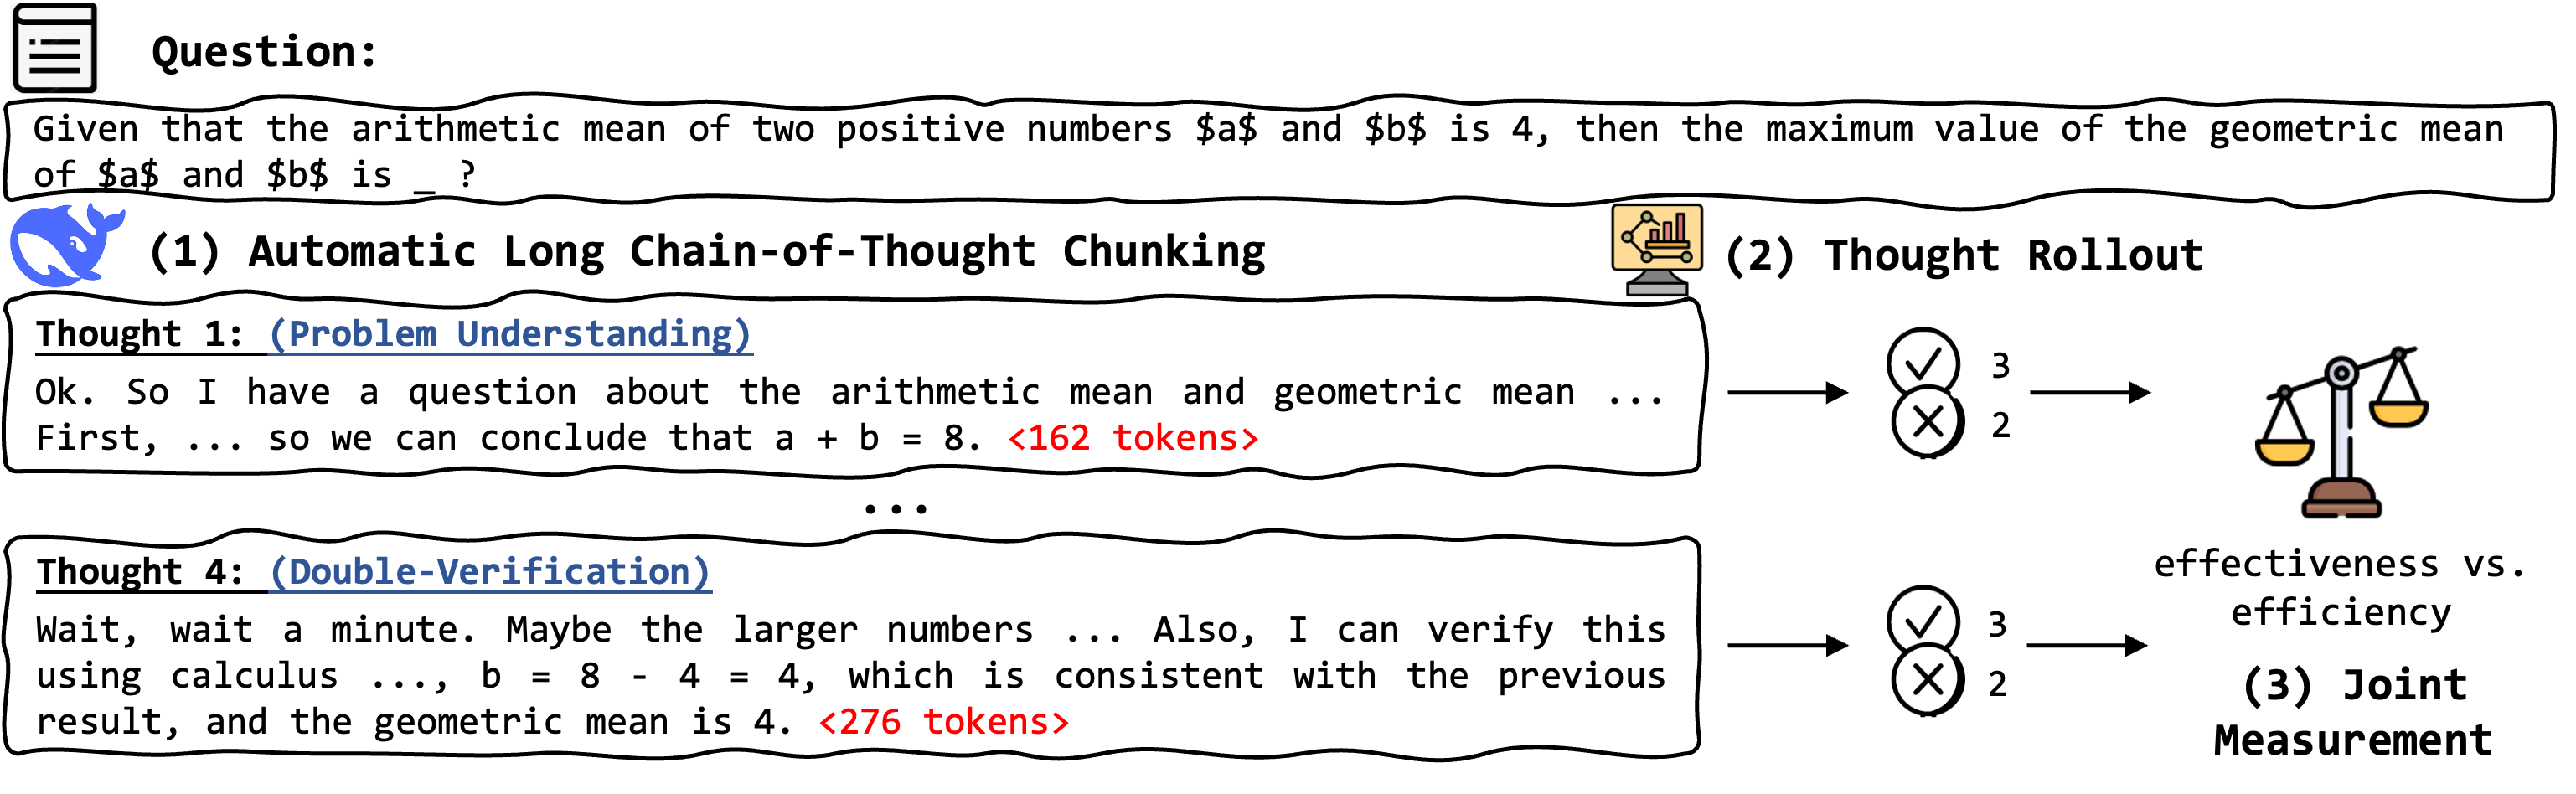 Question:
Given that the arithmetic mean of two positive numbers $a$ and $b$ is 4, then the maximum value of the geometric mean
of $a$ and $b$ is _ ?
(1) Automatic Long Chain-of-Thought Chunking
(2) Thought Rollout
Thought 1: (Problem Understanding)
Ok. So I have a question about the arithmetic mean and geometric mean ...
First, ... so we can conclude that a + b = 8. <162 tokens>
3
2
...
Thought 4: (Double-Verification)
Wait, wait a minute. Maybe the larger numbers ... Also, I can verify this
using calculus ..., b = 8 - 4 = 4, which is consistent with the previous
result, and the geometric mean is 4. <276 tokens>
3
2
effectiveness vs.
efficiency
(3) Joint
Measurement